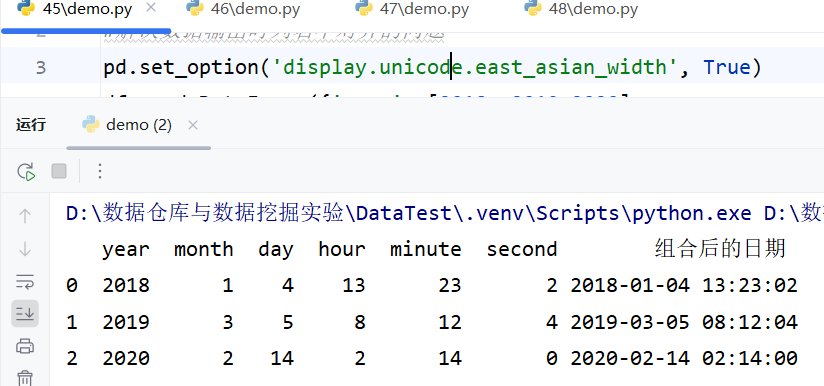 45\demo.py 46\demo.py 47\demo.py 48\demo.py
3 pd.set_option('display.unicode.east_asian_width', True)
运行 demo (2)
D:\数据仓库与数据挖掘实验\DataTest\.venv\Scripts\python.exe D:\数
year month day hour minute second 组合后的日期
0 2018 1 4 13 23 2 2018-01-04 13:23:02
1 2019 3 5 8 12 4 2019-03-05 08:12:04
2 2020 2 14 2 14 0 2020-02-14 02:14:00